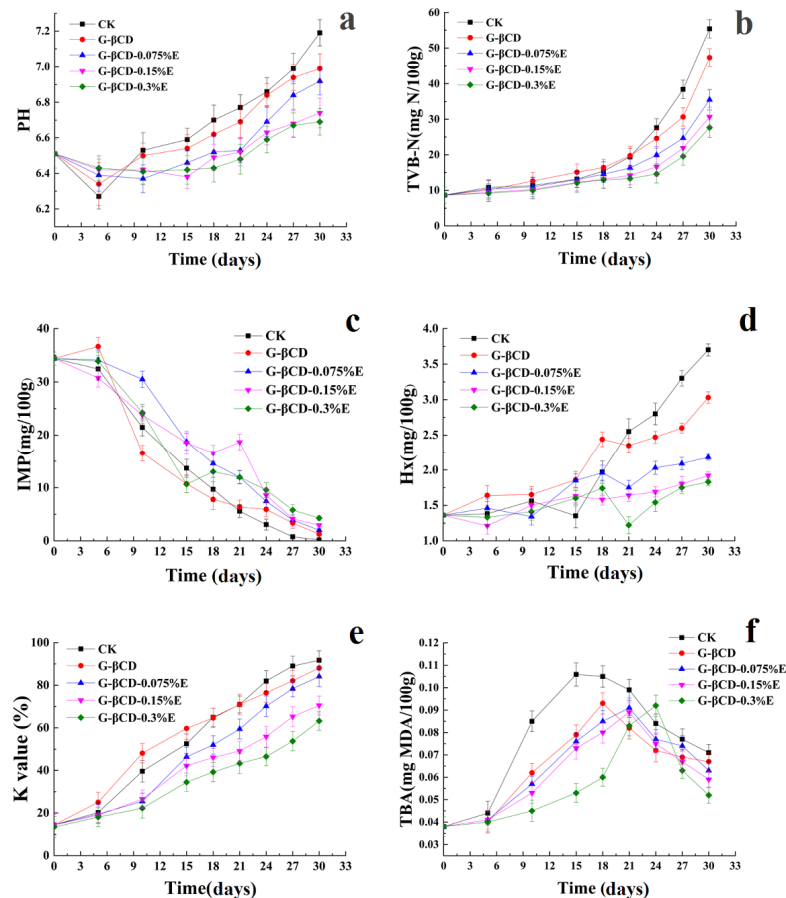 a
CK
G-βCD
G-βCD-0.075%E
G-βCD-0.15%E
G-βCD-0.3%E
PH
7.2
7.0
6.8
6.6
6.4
6.2
0 3 6 9 12 15 18 21 24 27 30 33
Time (days)
b
CK
G-βCD
G-βCD-0.075%E
G-βCD-0.15%E
G-βCD-0.3%E
TVB-N(mg N/100g)
60
50
40
30
20
10
0
0 3 6 9 12 15 18 21 24 27 30 33
Time (days)
c
CK
G-βCD
G-βCD-0.075%E
G-βCD-0.15%E
G-βCD-0.3%E
IMP(mg/100g)
40
30
20
10
0
0 3 6 9 12 15 18 21 24 27 30 33
Time (days)
d
CK
G-βCD
G-βCD-0.075%E
G-βCD-0.15%E
G-βCD-0.3%E
Hx(mg/100g)
4.0
3.5
3.0
2.5
2.0
1.5
1.0
0 3 6 9 12 15 18 21 24 27 30 33
Time (days)
e
CK
G-βCD
G-βCD-0.075%E
G-βCD-0.15%E
G-βCD-0.3%E
K value (%)
100
80
60
40
20
0
0 3 6 9 12 15 18 21 24 27 30 33
Time(days)
f
CK
G-βCD
G-βCD-0.075%E
G-βCD-0.15%E
G-βCD-0.3%E
TBA(mg MDA/100g)
0.12
0.11
0.10
0.09
0.08
0.07
0.06
0.05
0.04
0.03
0 3 6 9 12 15 18 21 24 27 30 33
Time(days)